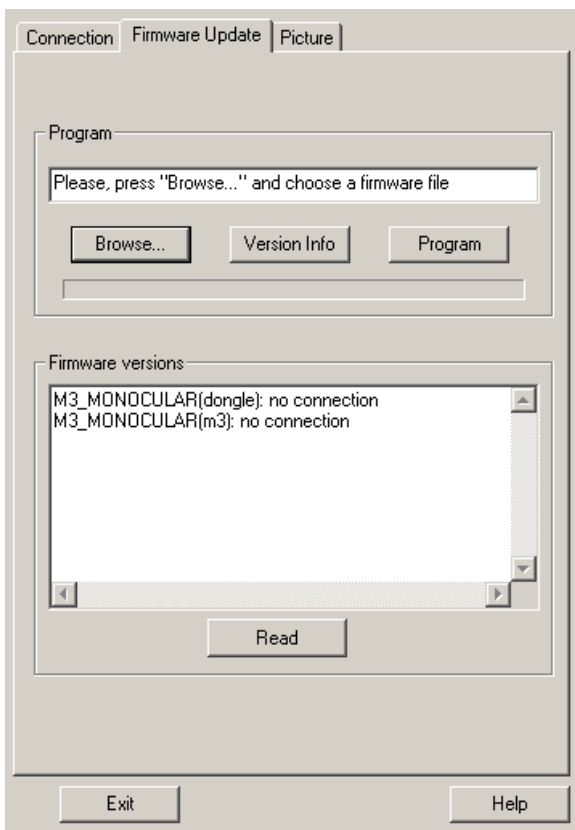 Connection Firmware Update Picture
Program
Please, press "Browse..." and choose a firmware file
Browse... Version Info Program
Firmware versions
M3_MONOCULAR(dongle): no connection
M3_MONOCULAR(m3): no connection
Read
Exit Help